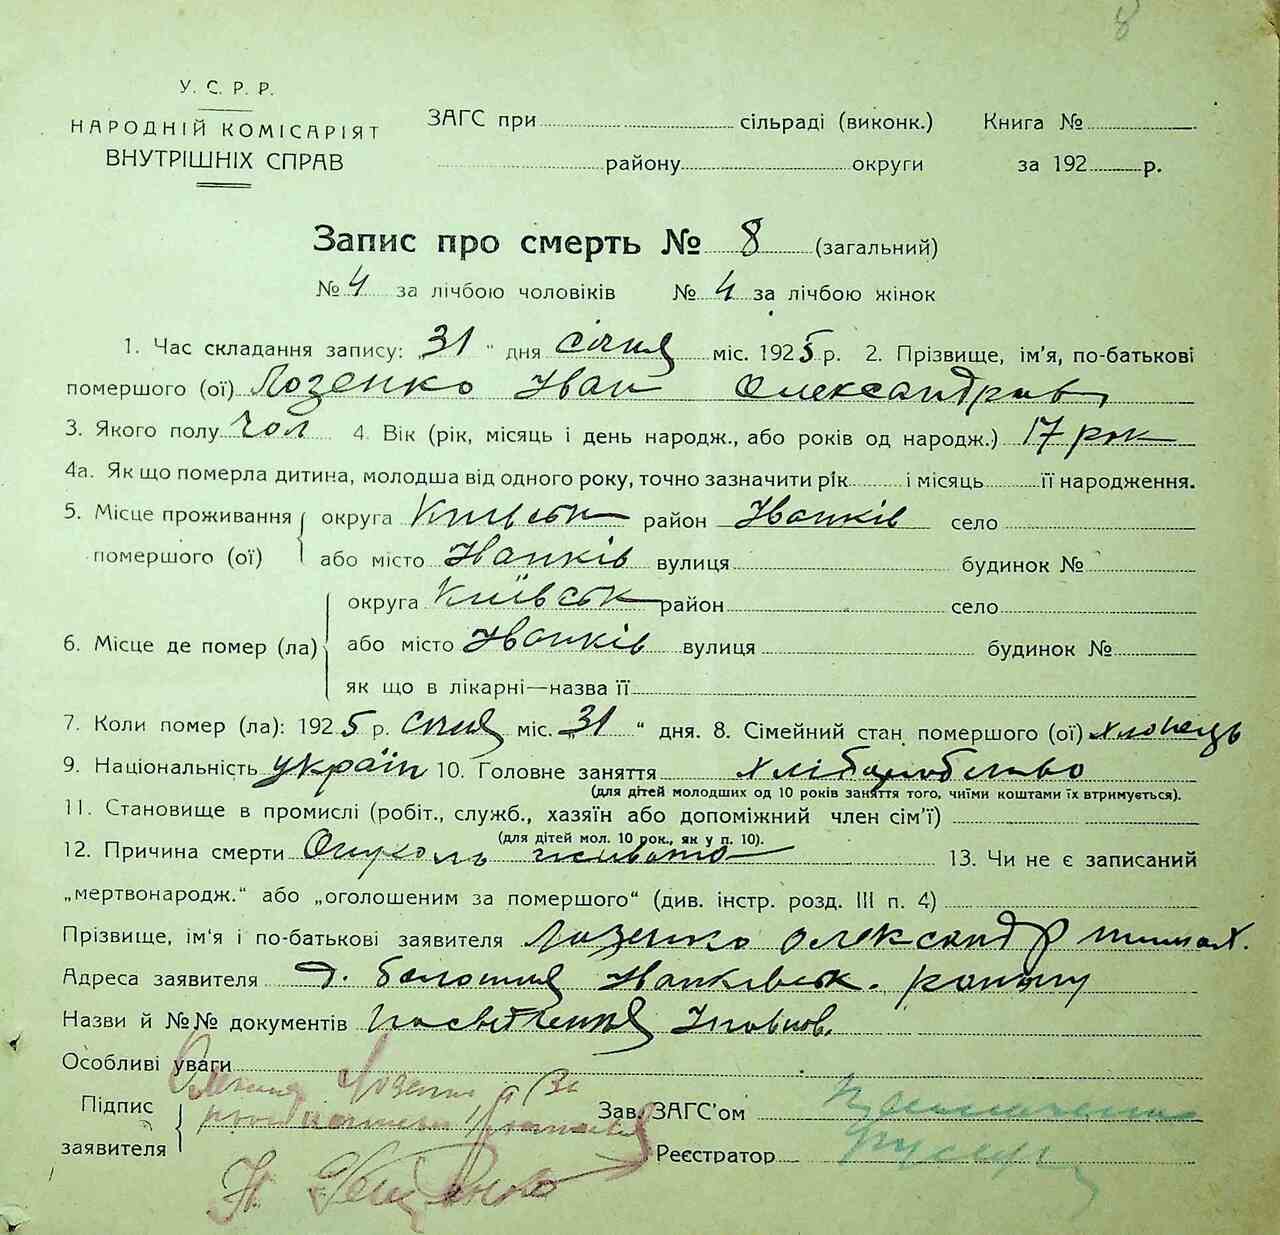 8
У. С. Р. Р.
НАРОДНІЙ КОМІСАРІЯТ
ВНУТРІШНІХ СПРАВ
ЗАГС при сільраді (виконк.) Книга №
району округи за 192 р.
Запис про смерть № 8 (загальний)
№ 4 за лічбою чоловіків № 4 за лічбою жінок
1. Час складання запису: „31" дня січня міс. 1925 р. 2. Прізвище, ім'я, по-батькові
помершого (ої) Лозенко Іван Олександров
3. Якого полу Чол 4. Вік (рік, місяць і день народж., або років од народж.) 17 рок
4а. Як що померла дитина, молодша від одного року, точно зазначити рік і місяць її народження.
5. Місце проживання помершого (ої) округа Київськ район Іванків село
або місто Іванків вулиця будинок №
6. Місце де помер (ла) округа Київськ район село
або місто Іванків вулиця будинок №
як що в лікарні—назва її
7. Коли помер (ла): 1925 р. січня міс. „31" дня. 8. Сімейний стан помершого (ої) хлопець
9. Національність україн 10. Головне заняття хліборобство
(для дітей молодших од 10 років заняття того, чиїми коштами їх втримується).
11. Становище в промислі (робіт., служб., хазяїн або допоміжний член сім'ї)
(для дітей мол. 10 рок., як у п. 10).
12. Причина смерти Опухоль живота 13. Чи не є записаний
„мертвонародж." або „оголошеним за помершого" (див. інстр. розд. III п. 4)
Прізвище, ім'я і по-батькові заявителя Лозенко Олександр
Адреса заявителя д. Болотня Іванківськ. району
Назви й №№ документів
Особливі уваги
Підпис заявителя
Зав. ЗАГС'ом
Реєстратор